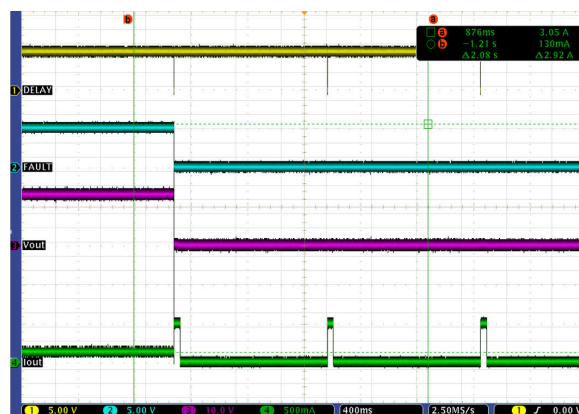 b
a
a 876ms 3.05 A
b −1.21 s 130mA
Δ2.08 s Δ2.92 A
1 DELAY
2 FAULT
3 Vout
4 Iout
1 5.00 V 2 5.00 V 3 10.0 V 4 500mA 400ms 2.50MS/s 1 0.00 V